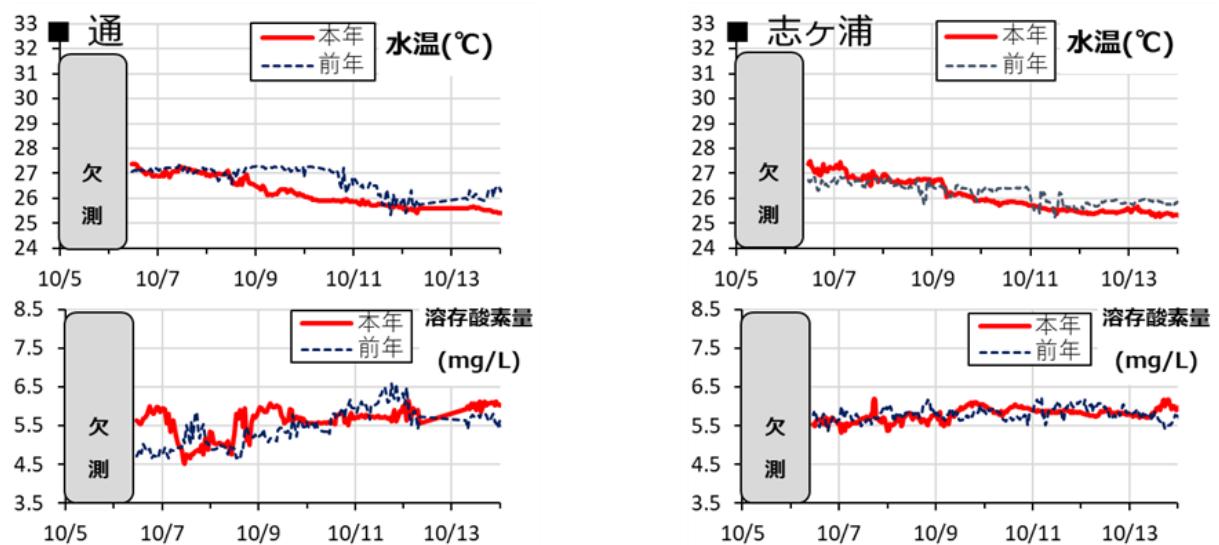 ■ 通
水温(℃)
本年
前年
33
32
31
30
29
28
27
26
25
24
欠
測
10/5
10/7
10/9
10/11
10/13
■ 志ヶ浦
水温(℃)
本年
前年
33
32
31
30
29
28
27
26
25
24
欠
測
10/5
10/7
10/9
10/11
10/13
溶存酸素量
(mg/L)
本年
前年
8.5
7.5
6.5
5.5
4.5
3.5
欠
測
10/5
10/7
10/9
10/11
10/13
溶存酸素量
(mg/L)
本年
前年
8.5
7.5
6.5
5.5
4.5
3.5
欠
測
10/5
10/7
10/9
10/11
10/13